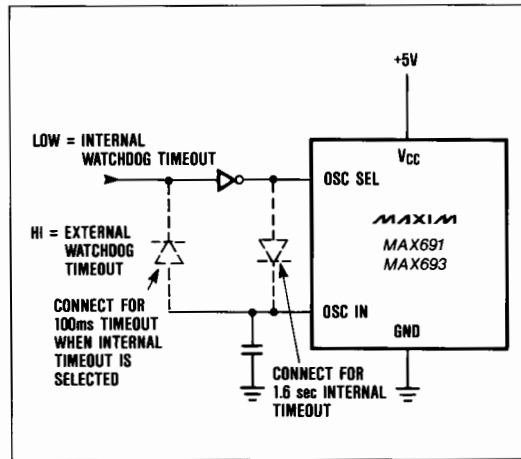 +5V
LOW = INTERNAL
WATCHDOG TIMEOUT
VCC
OSC SEL
MAXIM
MAX691
MAX693
HI = EXTERNAL
WATCHDOG
TIMEOUT
CONNECT FOR
100ms TIMEOUT
WHEN INTERNAL
TIMEOUT IS
SELECTED
OSC IN
GND
CONNECT FOR
1.6 sec INTERNAL
TIMEOUT